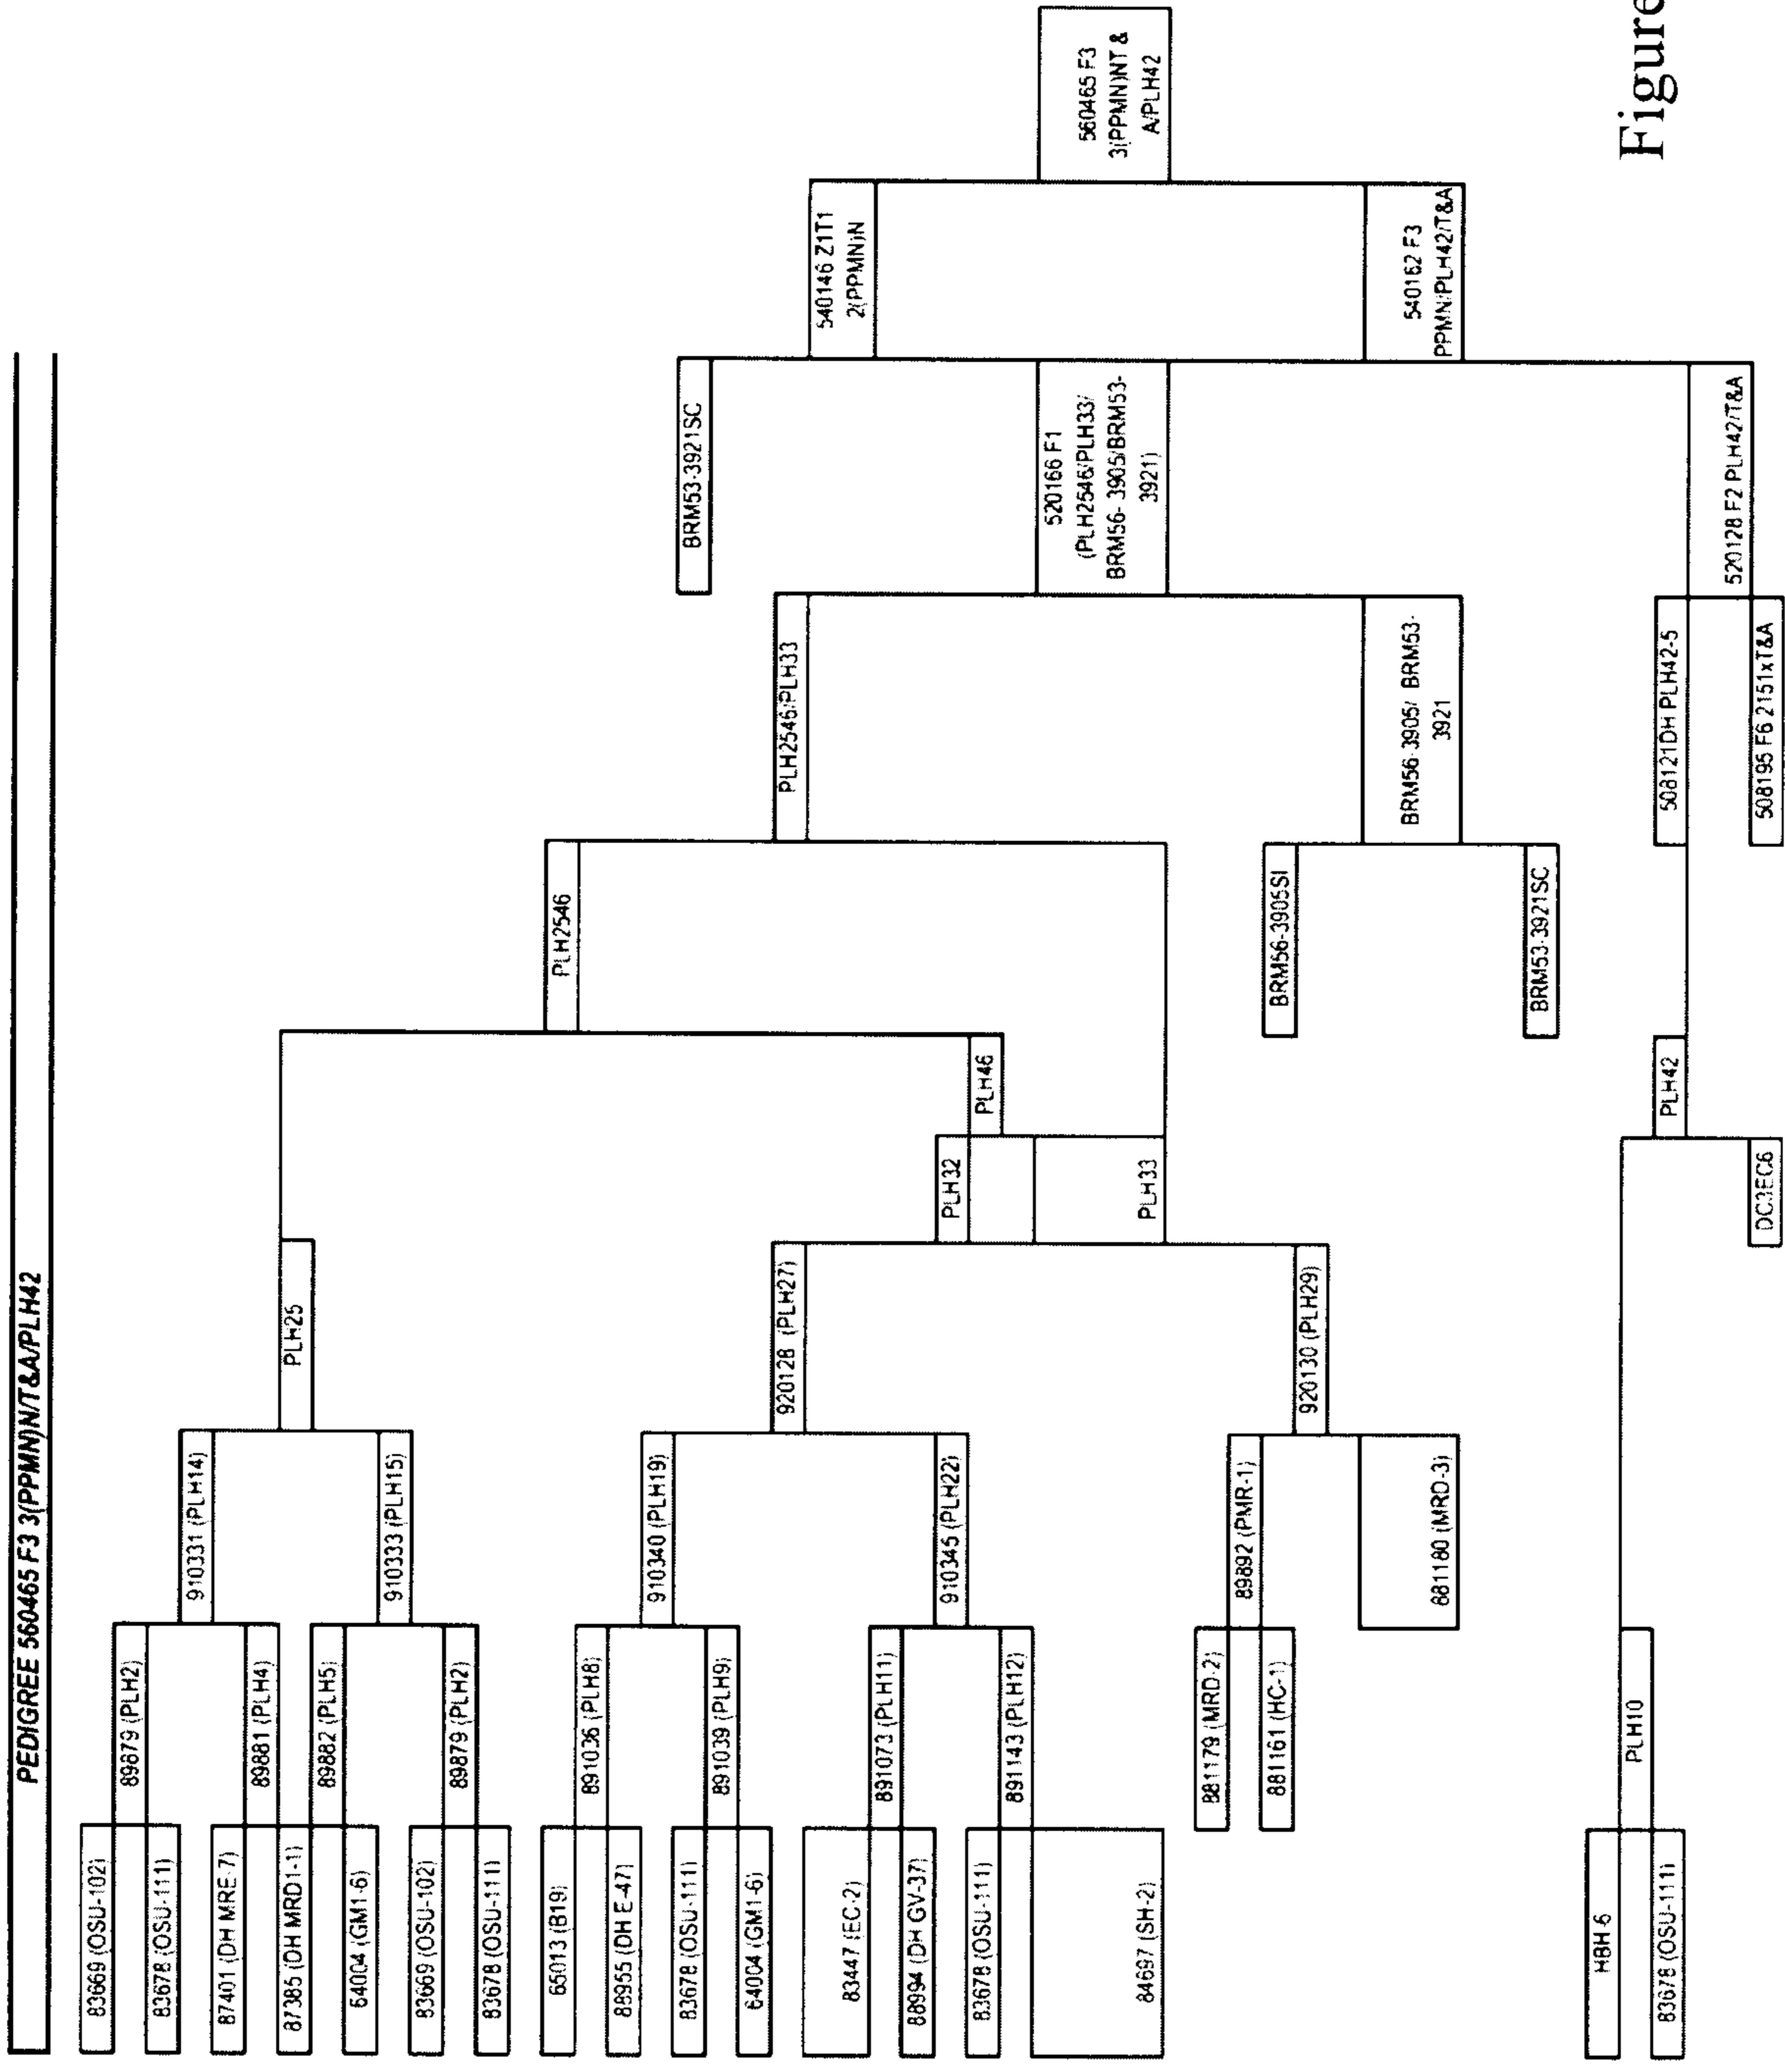 PEDIGREE 560465 F3 3(PPMN)N/T&A/PLH42
83669 (OSU-102)
83678 (OSU-111)
87401 (DH MRE-7)
87385 (DH MRD1-1)
64004 (GM1-6)
83669 (OSU-102)
83678 (OSU-111)
65013 (B19)
88955 (DH E-47)
83678 (OSU-111)
64004 (GM1-6)
83447 (EC-2)
88994 (DH GV-37)
83678 (OSU-111)
84697 (SH-2)
HBH-6
83678 (OSU-111)
89879 (PLH2)
89881 (PLH4)
89882 (PLH5)
89879 (PLH2)
891036 (PLH8)
891039 (PLH9)
891073 (PLH11)
891143 (PLH12)
881179 (MRD-2)
881161 (HC-1)
PLH10
910331 (PLH14)
910333 (PLH15)
910340 (PLH19)
910345 (PLH22)
89892 (PMR-1)
881180 (MRD-3)
PLH25
920128 (PLH27)
920130 (PLH29)
PLH32
PLH33
DC3EC6
PLH46
PLH42
PLH2546
BRM56-3905SI
BRM53-3921SC
PLH2546/PLH33
BRM56-3905/ BRM53-
3921
508121DH PLH42-5
508195 F6 2151xT&A
BRM53-3921SC
520166 F1
(PLH2546/PLH33/
BRM56- 3905/BRM53-
3921)
520128 F2 PLH42/T&A
540146 Z1T1
2(PPMN)N
540162 F3
PPMN/PLH42/T&A
560465 F3
3(PPMN)NT &
A/PLH42
Figure